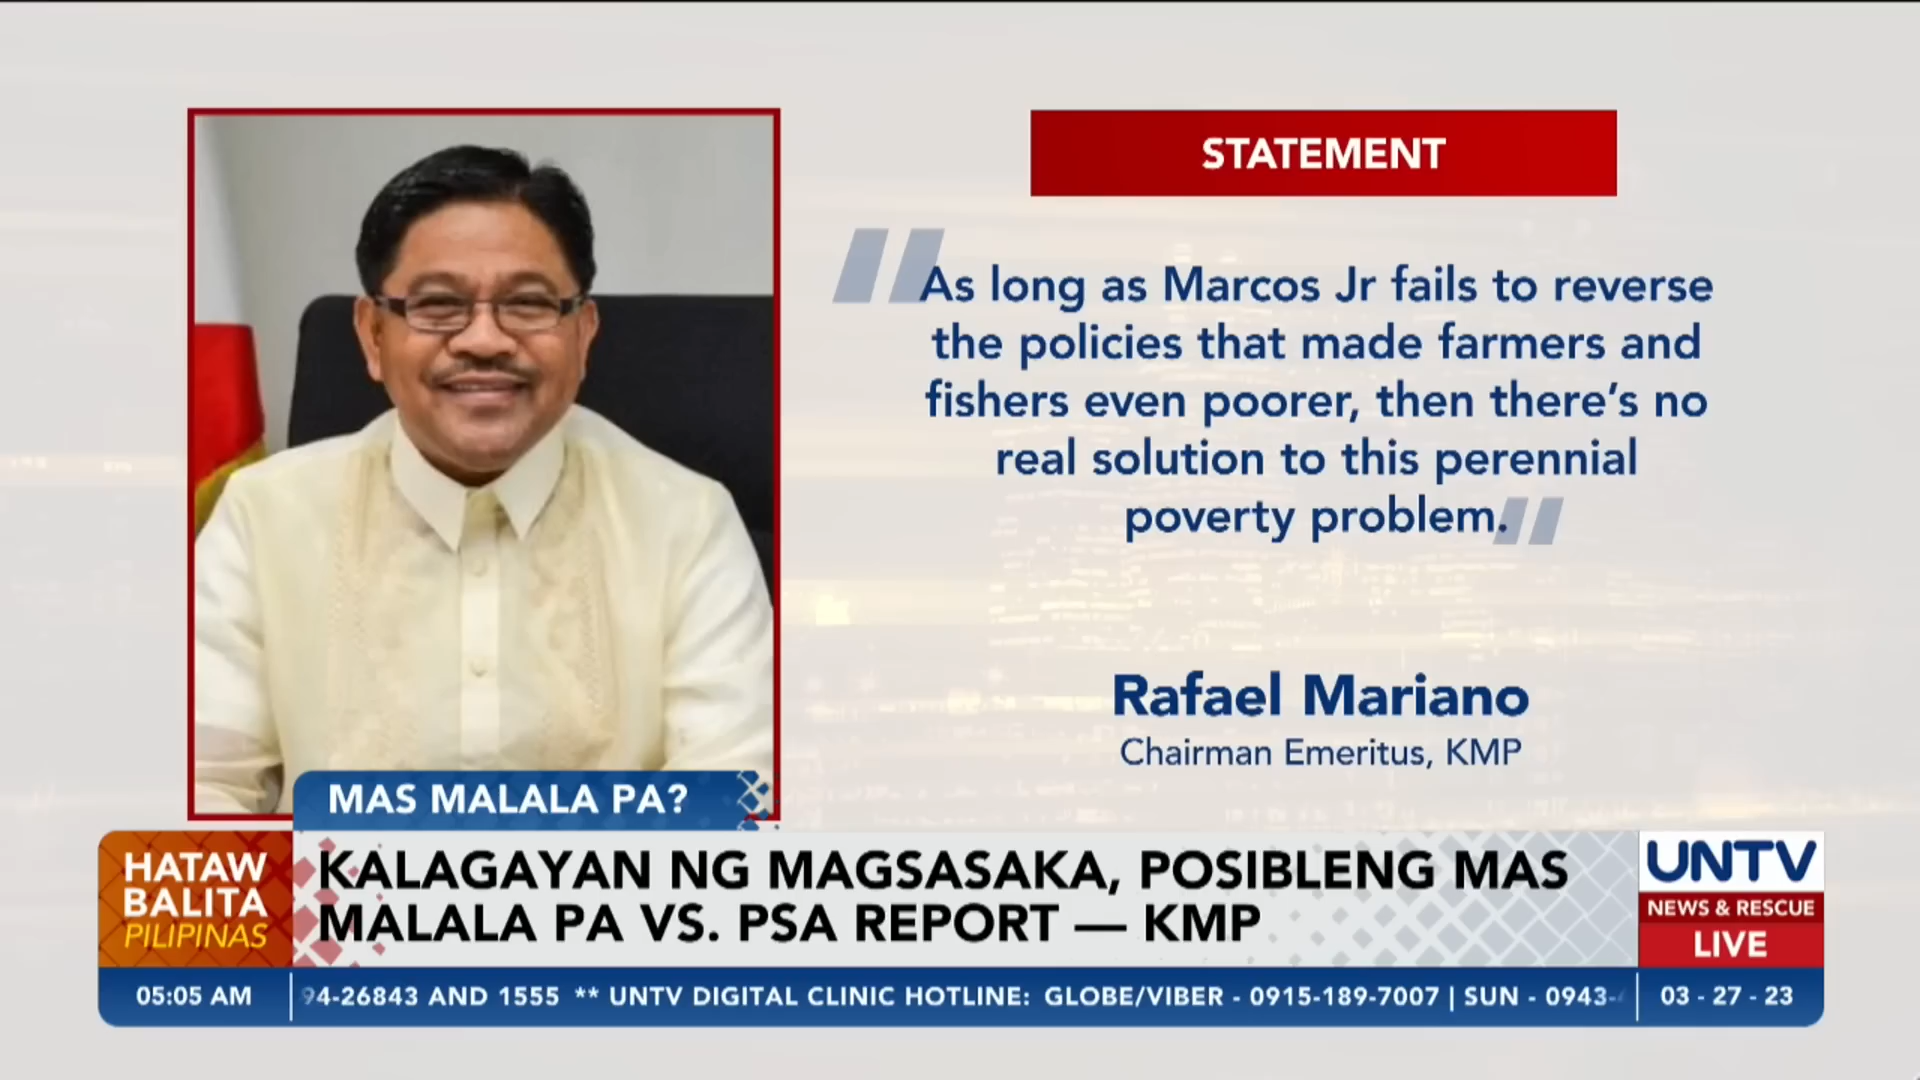 STATEMENT
As long as Marcos Jr fails to reverse
the policies that made farmers and
fishers even poorer, then there's no
real solution to this perennial
poverty problem.
Rafael Mariano
Chairman Emeritus, KMP
MAS MALALA PA?
HATAW
BALITA
PILIPINAS
KALAGAYAN NG MAGSASAKA, POSIBLENG MAS
MALALA PA VS. PSA REPORT — KMP
UNTV
NEWS & RESCUE
LIVE
05:05 AM
94-26843 AND 1555 ** UNTV DIGITAL CLINIC HOTLINE: GLOBE/VIBER - 0915-189-7007 | SUN - 0943-
03 - 27 - 23